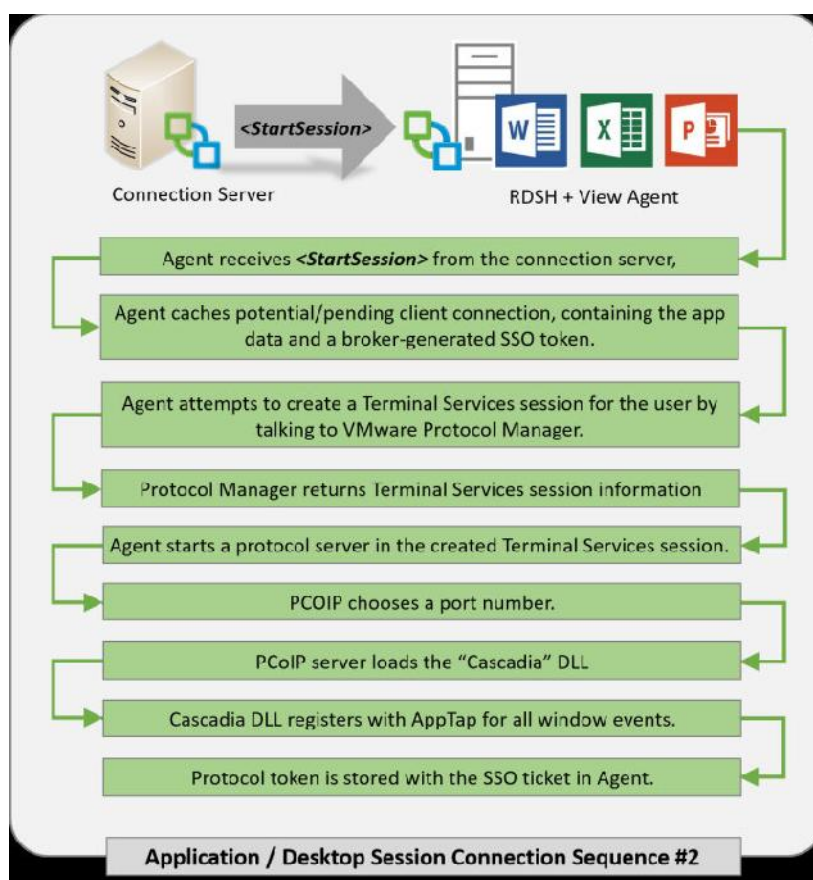 <StartSession>
W
X
P
Connection Server
RDSH + View Agent
Agent receives <StartSession> from the connection server,
Agent caches potential/pending client connection, containing the app
data and a broker-generated SSO token.
Agent attempts to create a Terminal Services session for the user by
talking to VMware Protocol Manager.
Protocol Manager returns Terminal Services session information
Agent starts a protocol server in the created Terminal Services session.
PCOIP chooses a port number.
PCoIP server loads the “Cascadia” DLL
Cascadia DLL registers with AppTap for all window events.
Protocol token is stored with the SSO ticket in Agent.
Application / Desktop Session Connection Sequence #2